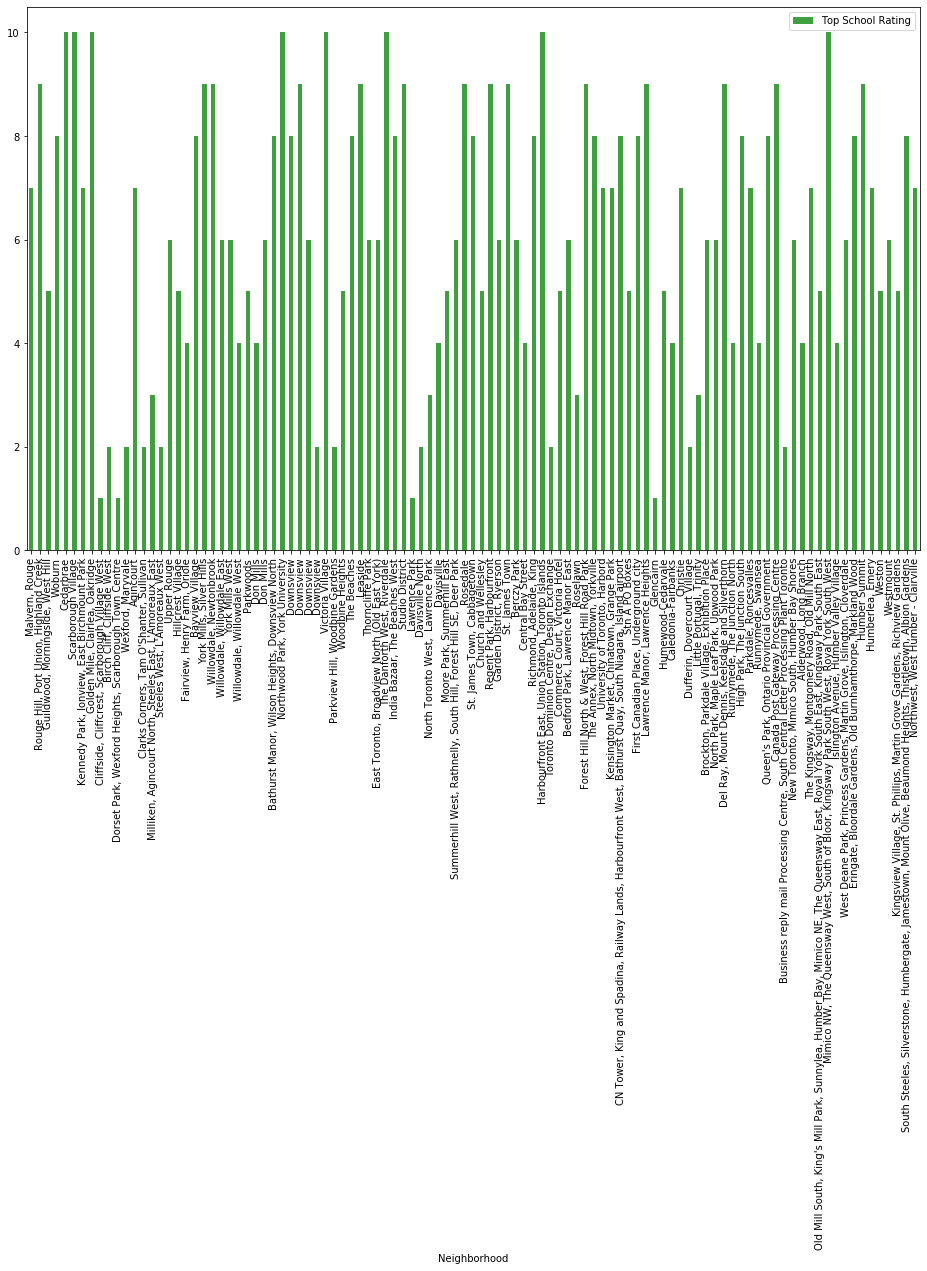 Top School Rating
10
8
6
4
2
0
Malvern, Rouge
Rouge Hill, Port Union, Highland Creek
Guildwood, Morningside, West Hill
Woburn
Cedarbrae
Scarborough Village
Kennedy Park, Ionview, East Birchmount Park
Golden Mile, Clairlea, Oakridge
Cliffside, Cliffcrest, Scarborough Village West
Birch Cliff, Cliffside West
Dorset Park, Wexford Heights, Scarborough Town Centre
Wexford, Maryvale
Agincourt
Clarks Corners, Tam O'Shanter, Sullivan
Milliken, Agincourt North, Steeles East, L'Amoreaux East
Steeles West, L'Amoreaux West
Upper Rouge
Hillcrest Village
Fairview, Henry Farm, Oriole
Bayview Village
York Mills, Silver Hills
Willowdale, Newtonbrook
Willowdale, Willowdale East
York Mills West
Willowdale, Willowdale West
Parkwoods
Don Mills
Don Mills
Bathurst Manor, Wilson Heights, Downsview North
Northwood Park, York University
Downsview
Downsview
Downsview
Downsview
Victoria Village
Parkview Hill, Woodbine Gardens
Woodbine Heights
The Beaches
Leaside
Thorncliffe Park
East Toronto, Broadview North (Old East York)
The Danforth West, Riverdale
India Bazaar, The Beaches West
Studio District
Lawrence Park
Davisville North
North Toronto West, Lawrence Park
Davisville
Moore Park, Summerhill East
Summerhill West, Rathnelly, South Hill, Forest Hill SE, Deer Park
Rosedale
St. James Town, Cabbagetown
Church and Wellesley
Regent Park, Harbourfront
Garden District, Ryerson
St. James Town
Berczy Park
Central Bay Street
Richmond, Adelaide, King
Harbourfront East, Union Station, Toronto Islands
Toronto Dominion Centre, Design Exchange
Commerce Court, Victoria Hotel
Bedford Park, Lawrence Manor East
Roselawn
Forest Hill North & West, Forest Hill Road Park
The Annex, North Midtown, Yorkville
University of Toronto, Harbord
Kensington Market, Chinatown, Grange Park
CN Tower, King and Spadina, Railway Lands, Harbourfront West, Bathurst Quay, South Niagara, Island airport
Stn A PO Boxes
First Canadian Place, Underground city
Lawrence Manor, Lawrence Heights
Glencairn
Humewood-Cedarvale
Caledonia-Fairbanks
Christie
Dufferin, Dovercourt Village
Little Portugal, Trinity
Brockton, Parkdale Village, Exhibition Place
North Park, Maple Leaf Park, Upwood Park
Del Ray, Mount Dennis, Keelsdale and Silverthorn
Runnymede, The Junction North
High Park, The Junction South
Parkdale, Roncesvalles
Runnymede, Swansea
Queen's Park, Ontario Provincial Government
Canada Post Gateway Processing Centre
Business reply mail Processing Centre, South Central Letter Processing Plant Toronto
New Toronto, Mimico South, Humber Bay Shores
Alderwood, Long Branch
The Kingsway, Montgomery Road, Old Mill North
Old Mill South, King's Mill Park, Sunnylea, Humber Bay, Mimico NE, The Queensway East, Royal York South East, Kingsway Park South East
Mimico NW, The Queensway West, South of Bloor, Kingsway Park South West, Royal York South West
Islington Avenue, Humber Valley Village
West Deane Park, Princess Gardens, Martin Grove, Islington, Cloverdale
Eringate, Bloordale Gardens, Old Burnhamthorpe, Markland Wood
Humber Summit
Humberlea, Emery
Weston
Westmount
Kingsview Village, St. Phillips, Martin Grove Gardens, Richview Gardens
South Steeles, Silverstone, Humbergate, Jamestown, Mount Olive, Beaumond Heights, Thistletown, Albion Gardens
Northwest, West Humber - Clairville
Neighborhood